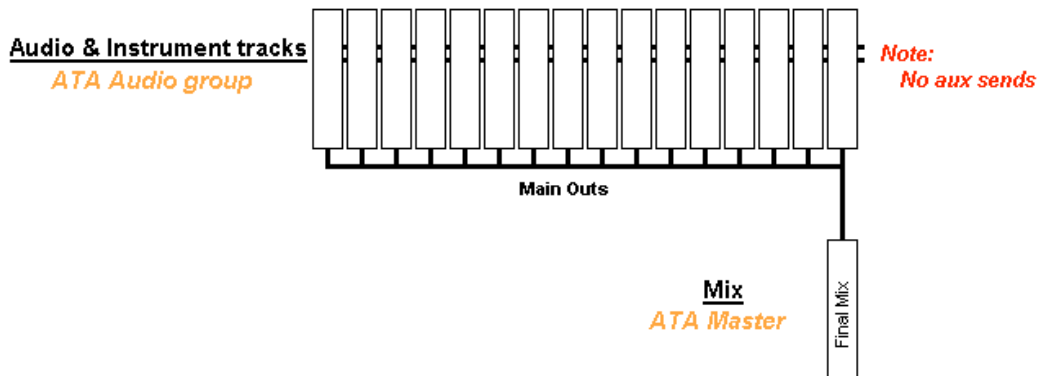 Audio & Instrument tracks
ATA Audio group
Note:
No aux sends
Main Outs
Mix
ATA Master
Final Mix